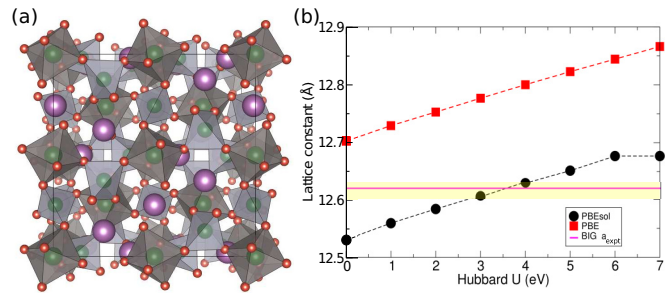 (a)
(b)
12.9
12.8
12.7
12.6
12.5
Lattice constant (Å)
0 1 2 3 4 5 6 7
Hubbard U (eV)
PBEsol
PBE
BIG a_expt